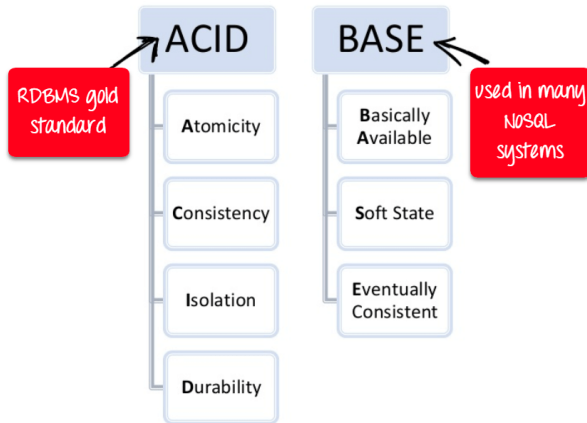 ACID
BASE
RDBMS gold
standard
used in many
NoSQL
systems
Atomicity
Consistency
Isolation
Durability
Basically
Available
Soft State
Eventually
Consistent